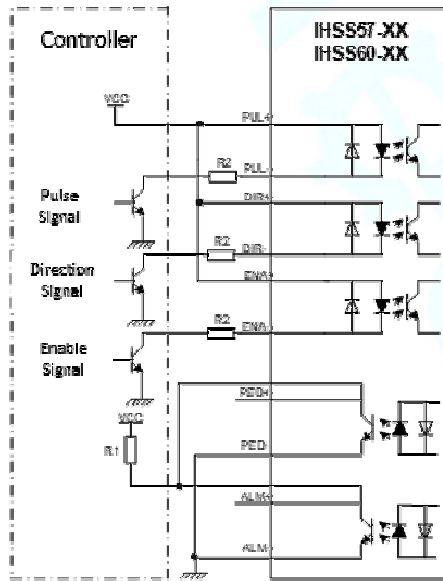 Controller
IHSS57-XX
IHSS60-XX
VCC
PUL+
R2
PUL-
Pulse
Signal
DIR+
R2
DIR-
Direction
Signal
ENA+
R2
ENA-
Enable
Signal
VCC
PED+
R1
PED-
ALM+
ALM-